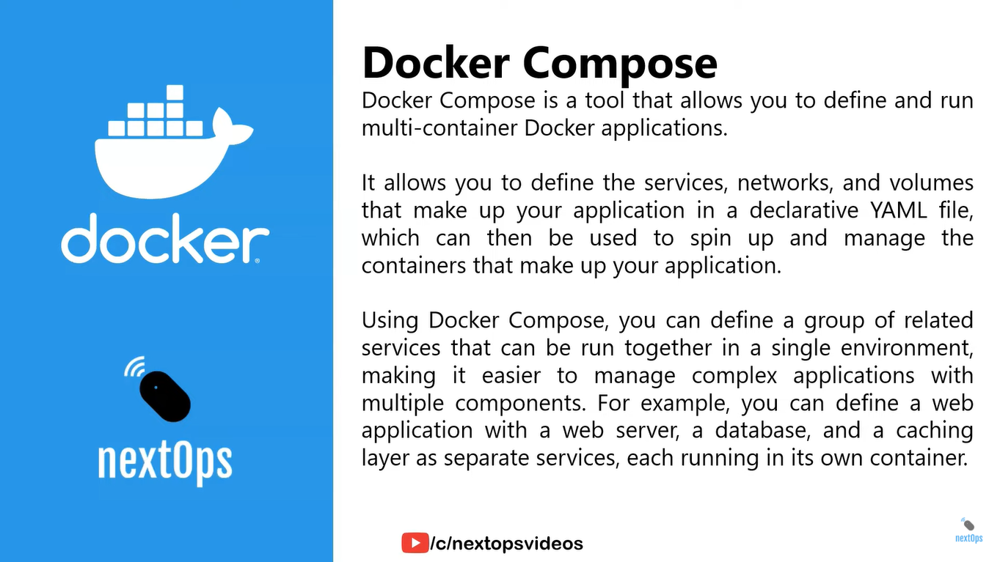 docker®
nextOps
Docker Compose
Docker Compose is a tool that allows you to define and run
multi-container Docker applications.
It allows you to define the services, networks, and volumes
that make up your application in a declarative YAML file,
which can then be used to spin up and manage the
containers that make up your application.
Using Docker Compose, you can define a group of related
services that can be run together in a single environment,
making it easier to manage complex applications with
multiple components. For example, you can define a web
application with a web server, a database, and a caching
layer as separate services, each running in its own container.
/c/nextopsvideos
nextOps